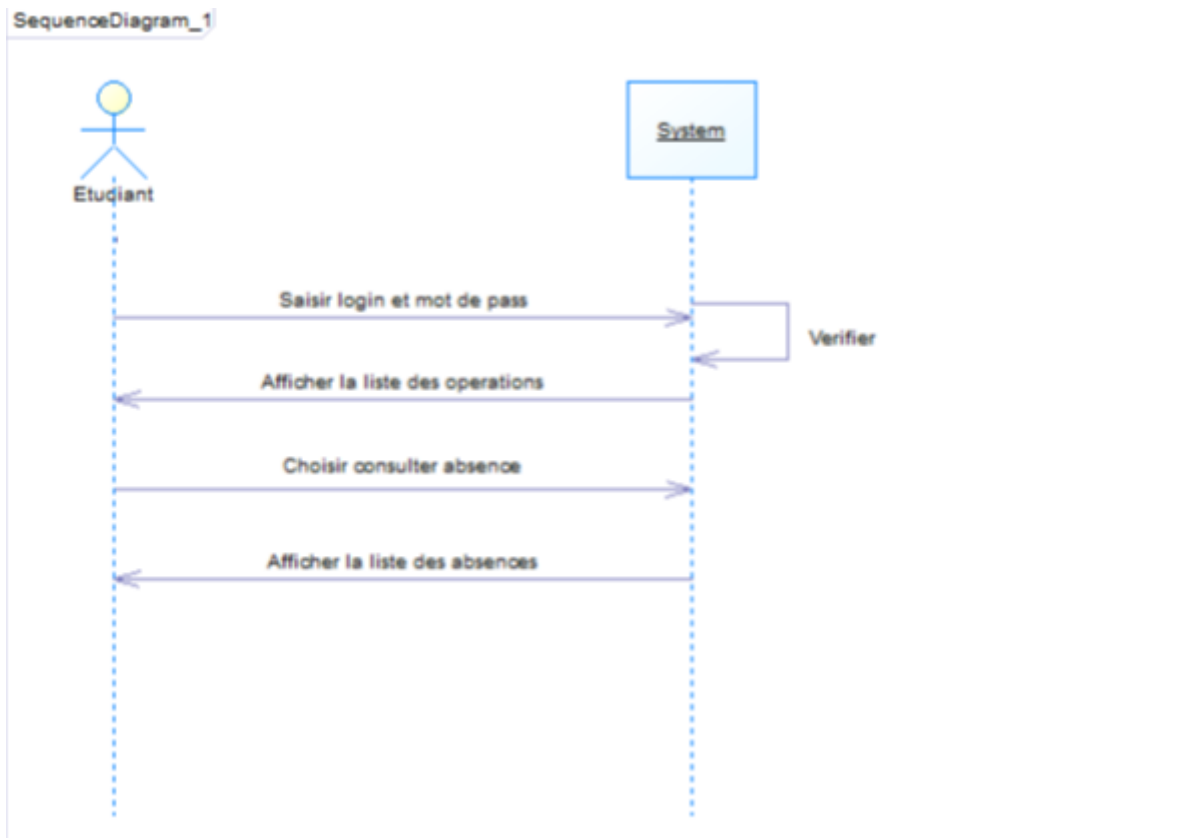 SequenceDiagram_1
System
Etudiant
Saisir login et mot de pass
Verifier
Afficher la liste des operations
Choisir consulter absence
Afficher la liste des absences